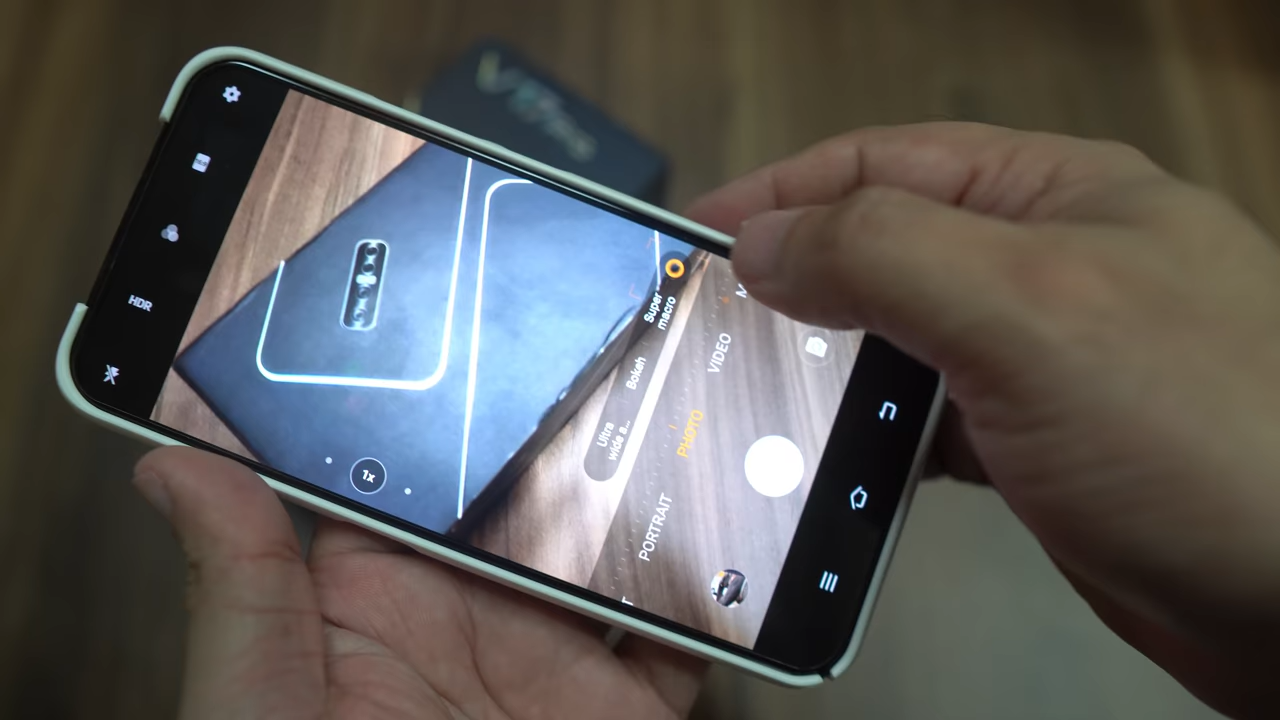 HDR
1x
Super
macro
Bokeh
Ultra
wide a...
M
VIDEO
PHOTO
PORTRAIT